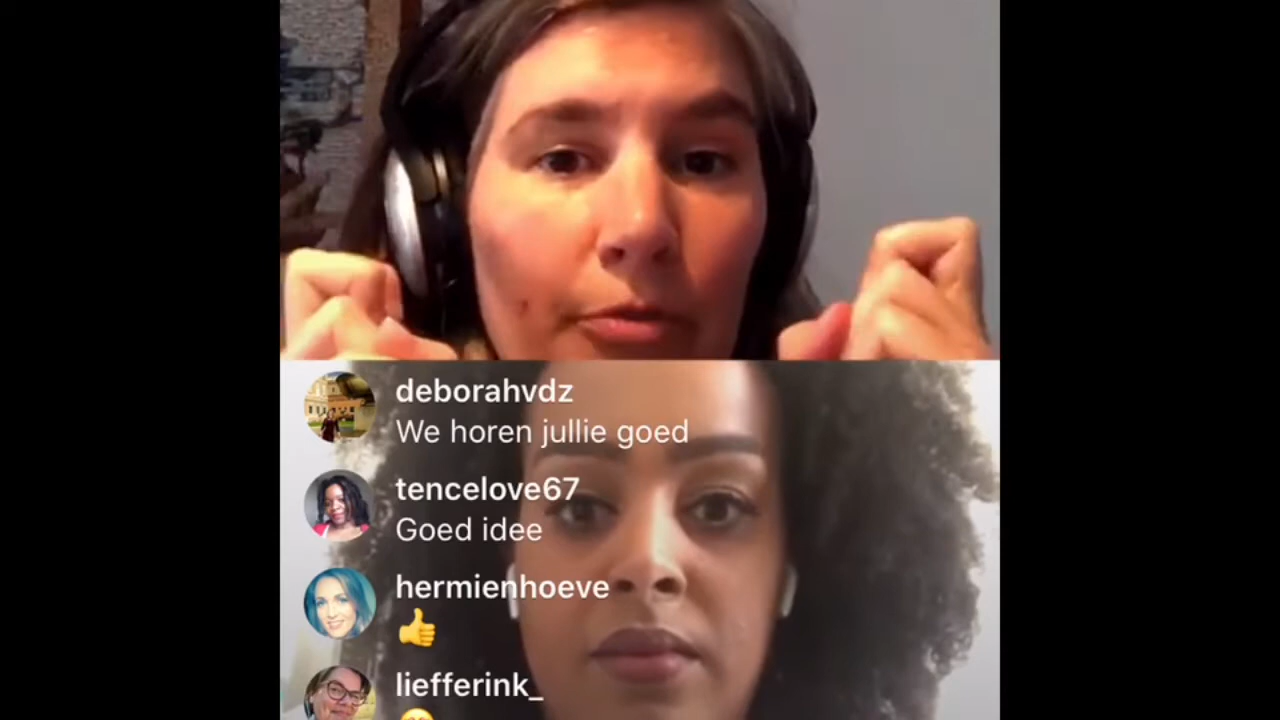 deborahvdz
We horen jullie goed
tencelove67
Goed idee
hermienhoeve
👍
liefferink_